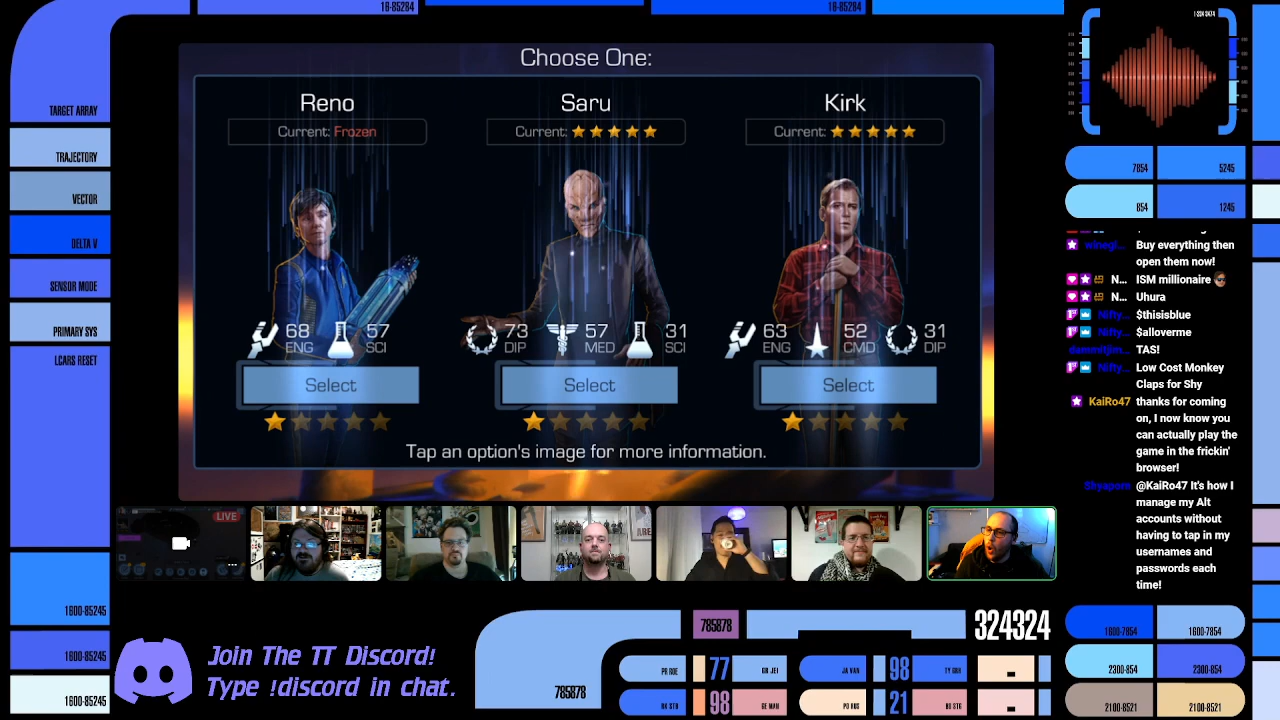 16-85284
16-85284
TARGET ARRAY
TRAJECTORY
VECTOR
DELTA V
SENSOR MODE
PRIMARY SYS
LCARS RESET
1600-85245
1600-85245
1600-85245
Choose One:
Reno
Current: Frozen
68 ENG
57 SCI
Select
Saru
Current:
73 DIP
57 MED
31 SCI
Select
Kirk
Current:
63 ENG
52 CMD
31 DIP
Select
Tap an option's image for more information.
LIVE
Join The TT Discord!
Type !discord in chat.
785878
785878
324324
77
98
98
21
7854
5245
854
1245
Buy everything then
open them now!
N... ISM millionaire
N... Uhura
Nifty... $thisisblue
Nifty... $alloverme
dammitjim... TAS!
Nifty... Low Cost Monkey
Claps for Shy
KaiRo47 thanks for coming
on, I now know you
can actually play the
game in the frickin'
browser!
Shyaporn @KaiRo47 It's how I
manage my Alt
accounts without
having to tap in my
usernames and
passwords each
time!
1600-7854
1600-7854
2300-854
2300-854
2100-8521
2100-8521